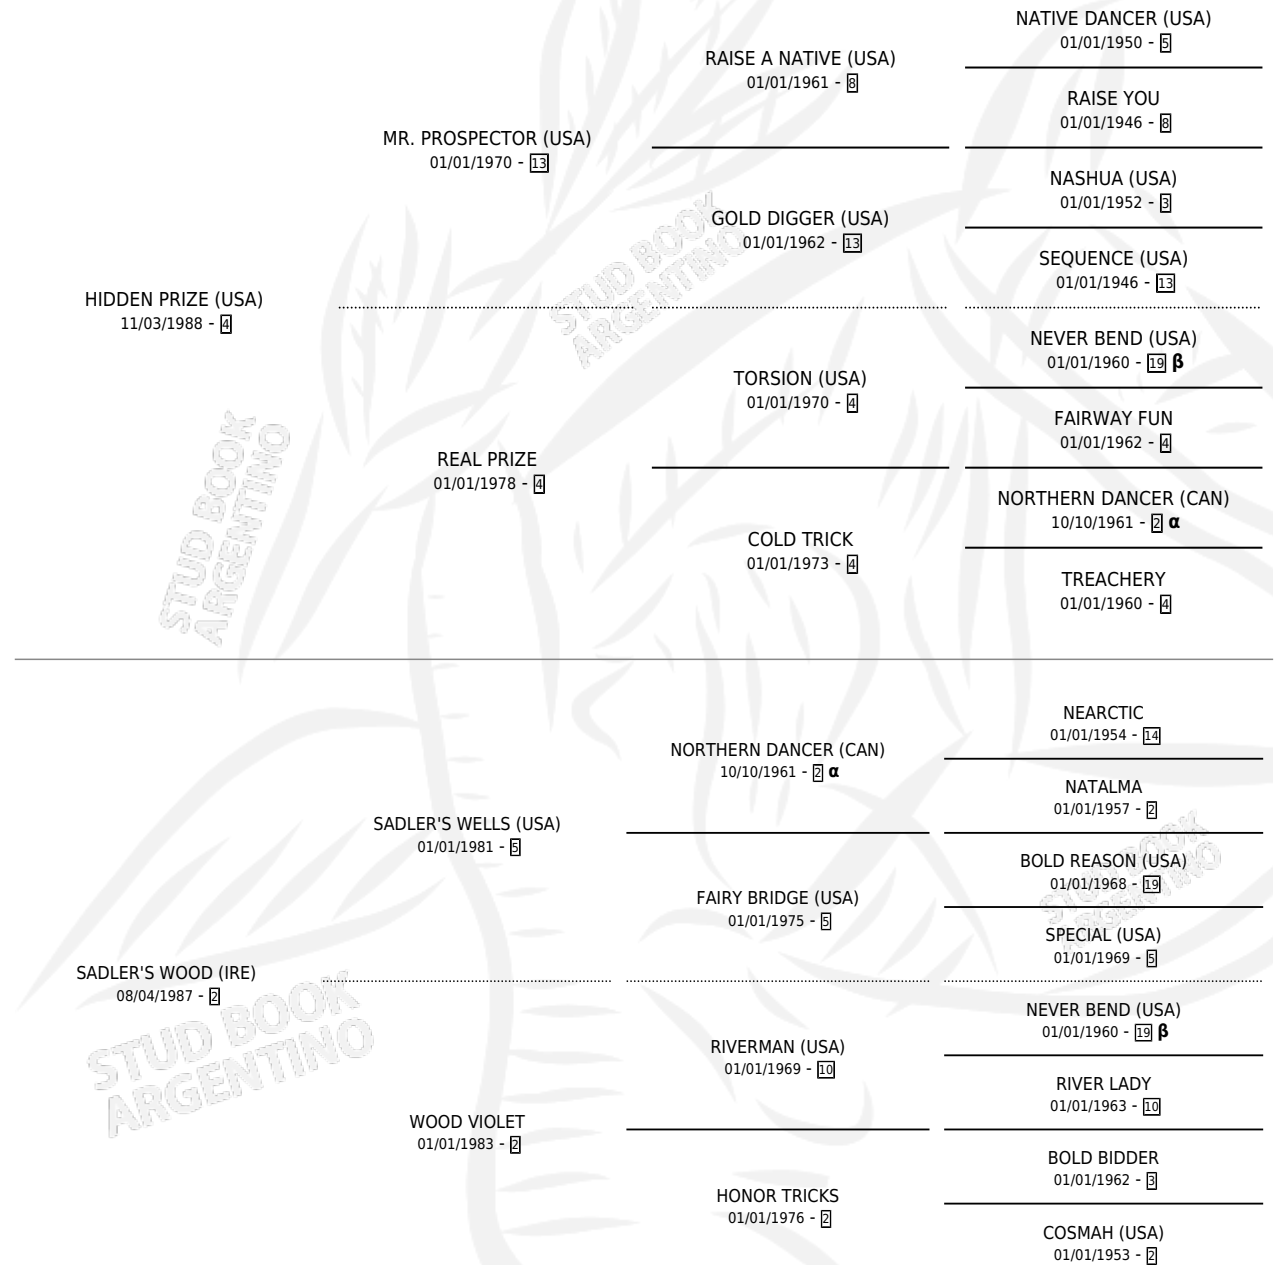 NATIVE DANCER (USA)
01/01/1950 - 5
RAISE A NATIVE (USA)
01/01/1961 - 8
RAISE YOU
01/01/1946 - 8
MR. PROSPECTOR (USA)
01/01/1970 - 13
NASHUA (USA)
01/01/1952 - 3
GOLD DIGGER (USA)
01/01/1962 - 13
SEQUENCE (USA)
01/01/1946 - 13
HIDDEN PRIZE (USA)
11/03/1988 - 4
NEVER BEND (USA)
01/01/1960 - 19 β
TORSION (USA)
01/01/1970 - 4
FAIRWAY FUN
01/01/1962 - 4
REAL PRIZE
01/01/1978 - 4
NORTHERN DANCER (CAN)
10/10/1961 - 2 α
COLD TRICK
01/01/1973 - 4
TREACHERY
01/01/1960 - 4
NEARCTIC
01/01/1954 - 14
NORTHERN DANCER (CAN)
10/10/1961 - 2 α
NATALMA
01/01/1957 - 2
SADLER'S WELLS (USA)
01/01/1981 - 5
BOLD REASON (USA)
01/01/1968 - 19
FAIRY BRIDGE (USA)
01/01/1975 - 5
SPECIAL (USA)
01/01/1969 - 5
SADLER'S WOOD (IRE)
08/04/1987 - 2
NEVER BEND (USA)
01/01/1960 - 19 β
RIVERMAN (USA)
01/01/1969 - 10
RIVER LADY
01/01/1963 - 10
WOOD VIOLET
01/01/1983 - 2
BOLD BIDDER
01/01/1962 - 3
HONOR TRICKS
01/01/1976 - 2
COSMAH (USA)
01/01/1953 - 2
STUD BOOK
ARGENTINO
STUD BOOK
ARGENTINO
STUD BOOK
ARGENTINO
STUD BOOK
ARGENTINO